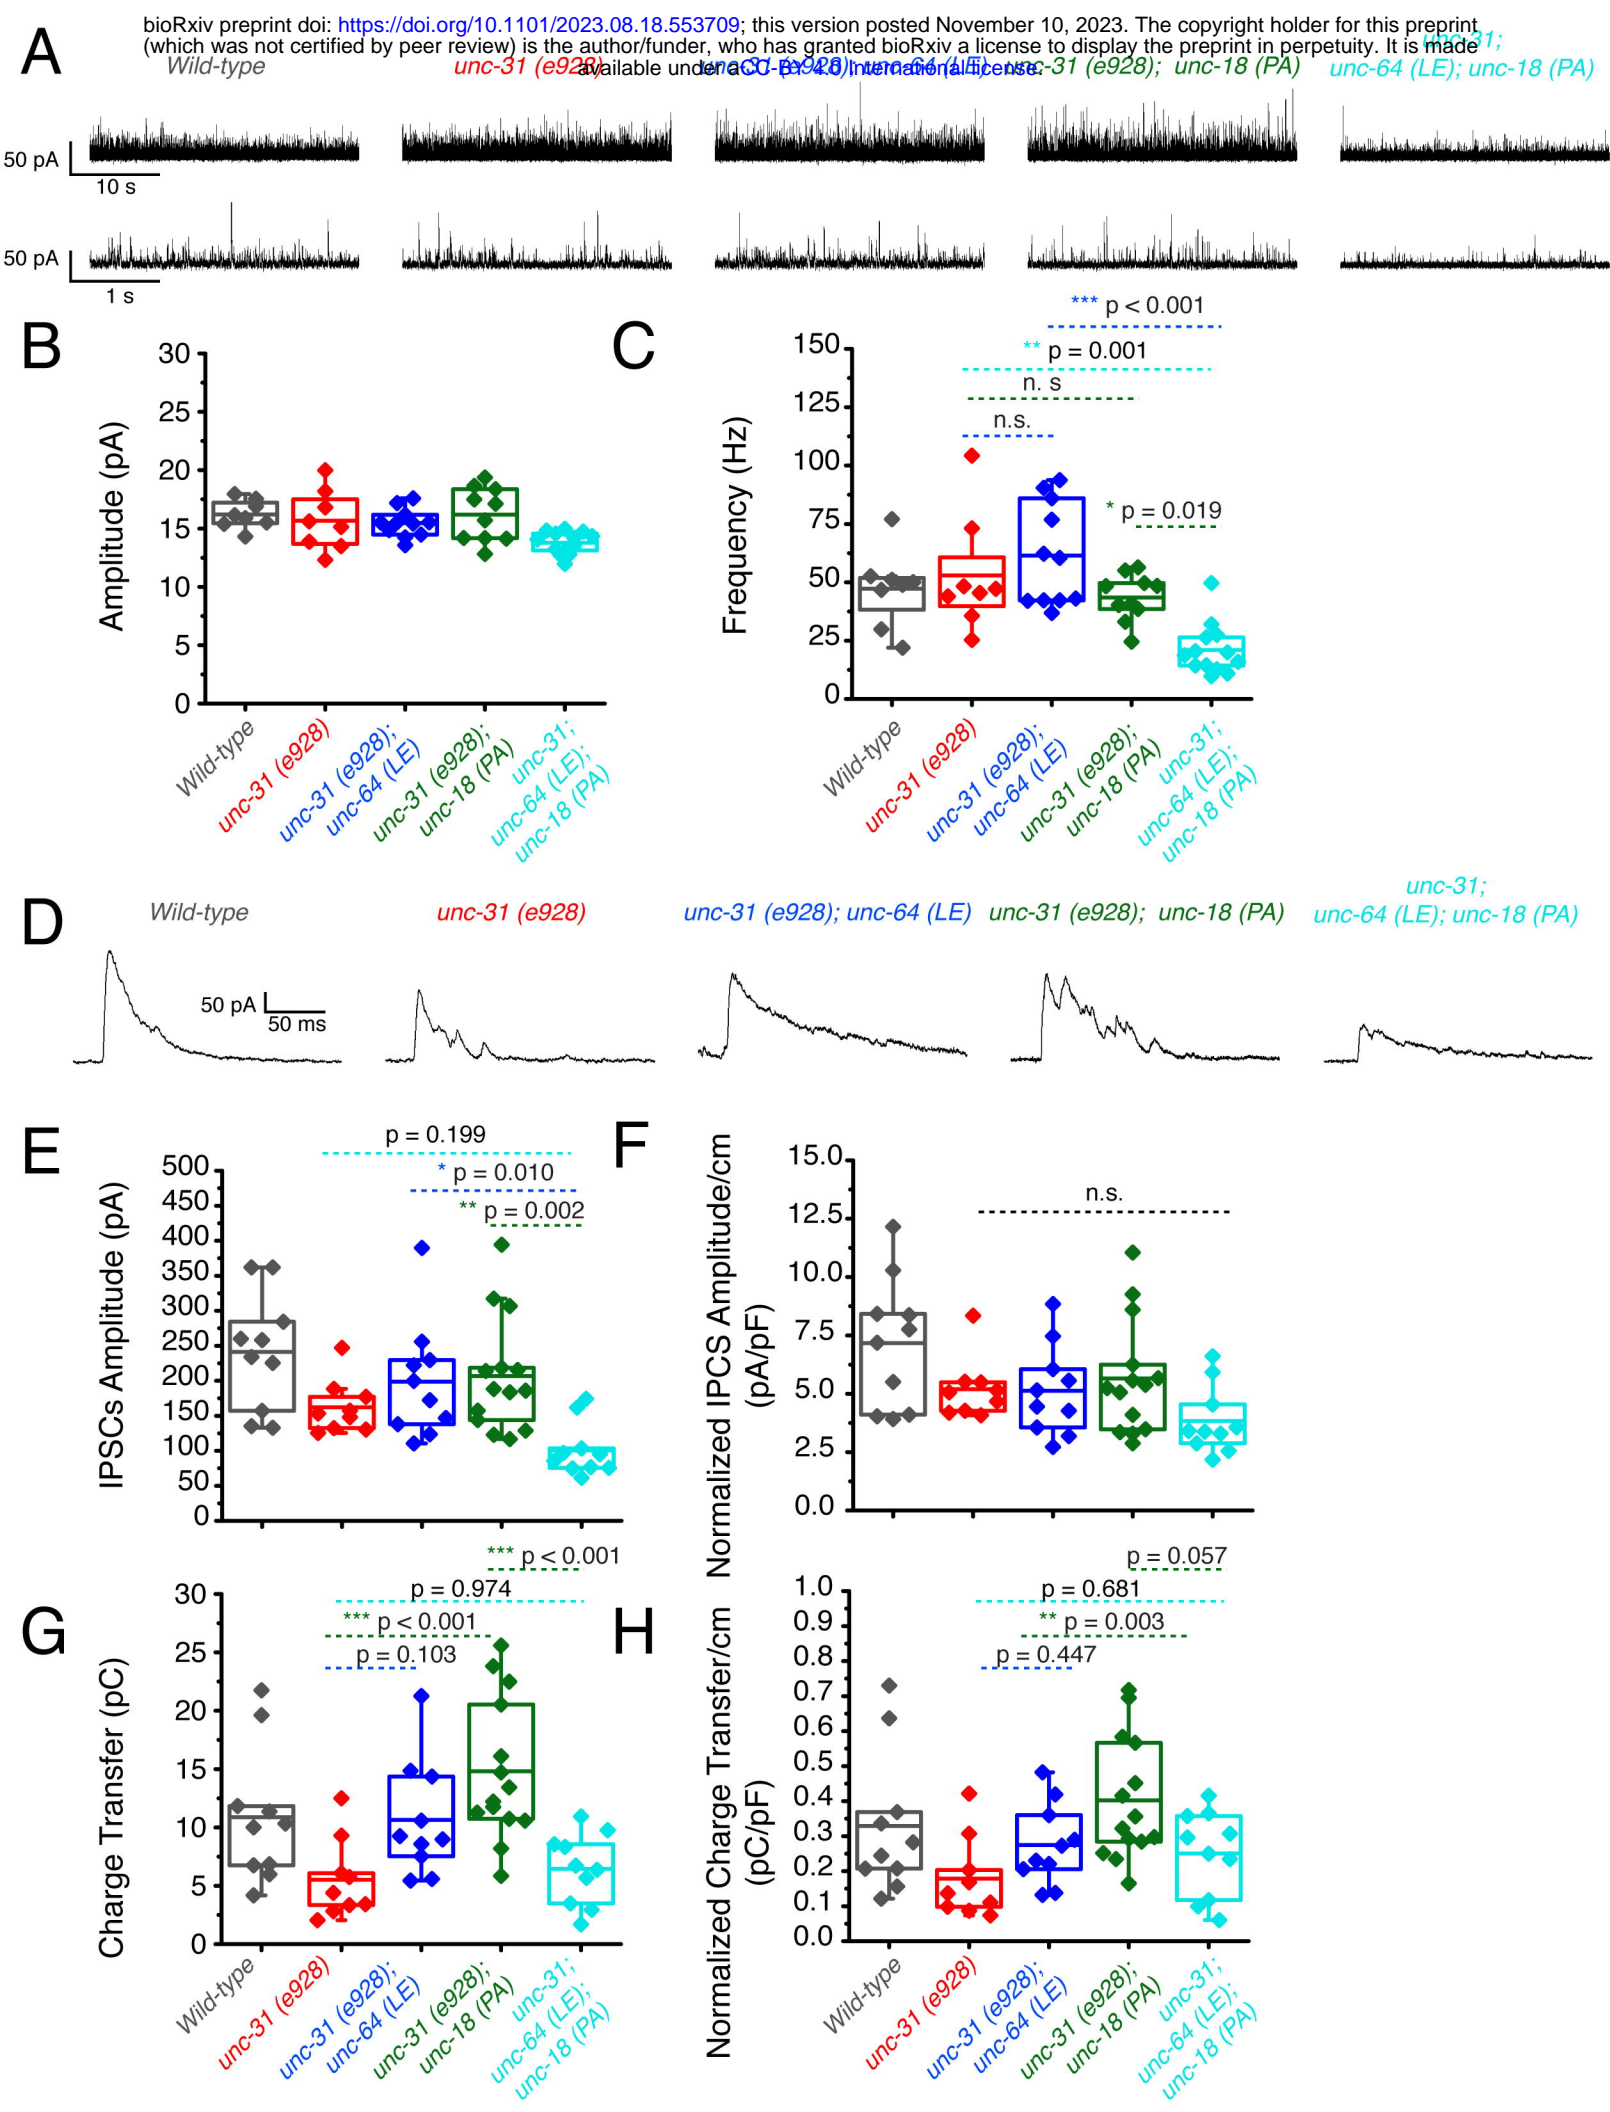 bioRxiv preprint doi: https://doi.org/10.1101/2023.08.18.553709; this version posted November 10, 2023. The copyright holder for this preprint
(which was not certified by peer review) is the author/funder, who has granted bioRxiv a license to display the preprint in perpetuity. It is made
available under aCC-BY 4.0 International license.
A
Wild-type
unc-31 (e928)
unc-31 (e928); unc-64 (LE)
unc-31 (e928); unc-18 (PA)
unc-31;
unc-64 (LE); unc-18 (PA)
50 pA
10 s
50 pA
1 s
B
Amplitude (pA)
30
25
20
15
10
5
0
Wild-type
unc-31 (e928)
unc-31 (e928);
unc-64 (LE)
unc-31 (e928);
unc-18 (PA)
unc-31;
unc-64 (LE);
unc-18 (PA)
C
*** p < 0.001
** p = 0.001
n. s
n.s.
* p = 0.019
Frequency (Hz)
150
125
100
75
50
25
0
Wild-type
unc-31 (e928)
unc-31 (e928);
unc-64 (LE)
unc-31 (e928);
unc-18 (PA)
unc-31;
unc-64 (LE);
unc-18 (PA)
D
Wild-type
unc-31 (e928)
unc-31 (e928); unc-64 (LE)
unc-31 (e928); unc-18 (PA)
unc-31;
unc-64 (LE); unc-18 (PA)
50 pA
50 ms
E
p = 0.199
* p = 0.010
** p = 0.002
IPSCs Amplitude (pA)
500
450
400
350
300
250
200
150
100
50
0
F
n.s.
Normalized IPCS Amplitude/cm
(pA/pF)
15.0
12.5
10.0
7.5
5.0
2.5
0.0
G
*** p < 0.001
p = 0.974
*** p < 0.001
p = 0.103
Charge Transfer (pC)
30
25
20
15
10
5
0
Wild-type
unc-31 (e928)
unc-31 (e928);
unc-64 (LE)
unc-31 (e928);
unc-18 (PA)
unc-31;
unc-64 (LE);
unc-18 (PA)
H
p = 0.057
p = 0.681
** p = 0.003
p = 0.447
Normalized Charge Transfer/cm
(pC/pF)
1.0
0.9
0.8
0.7
0.6
0.5
0.4
0.3
0.2
0.1
0.0
Wild-type
unc-31 (e928)
unc-31 (e928);
unc-64 (LE)
unc-31 (e928);
unc-18 (PA)
unc-31;
unc-64 (LE);
unc-18 (PA)